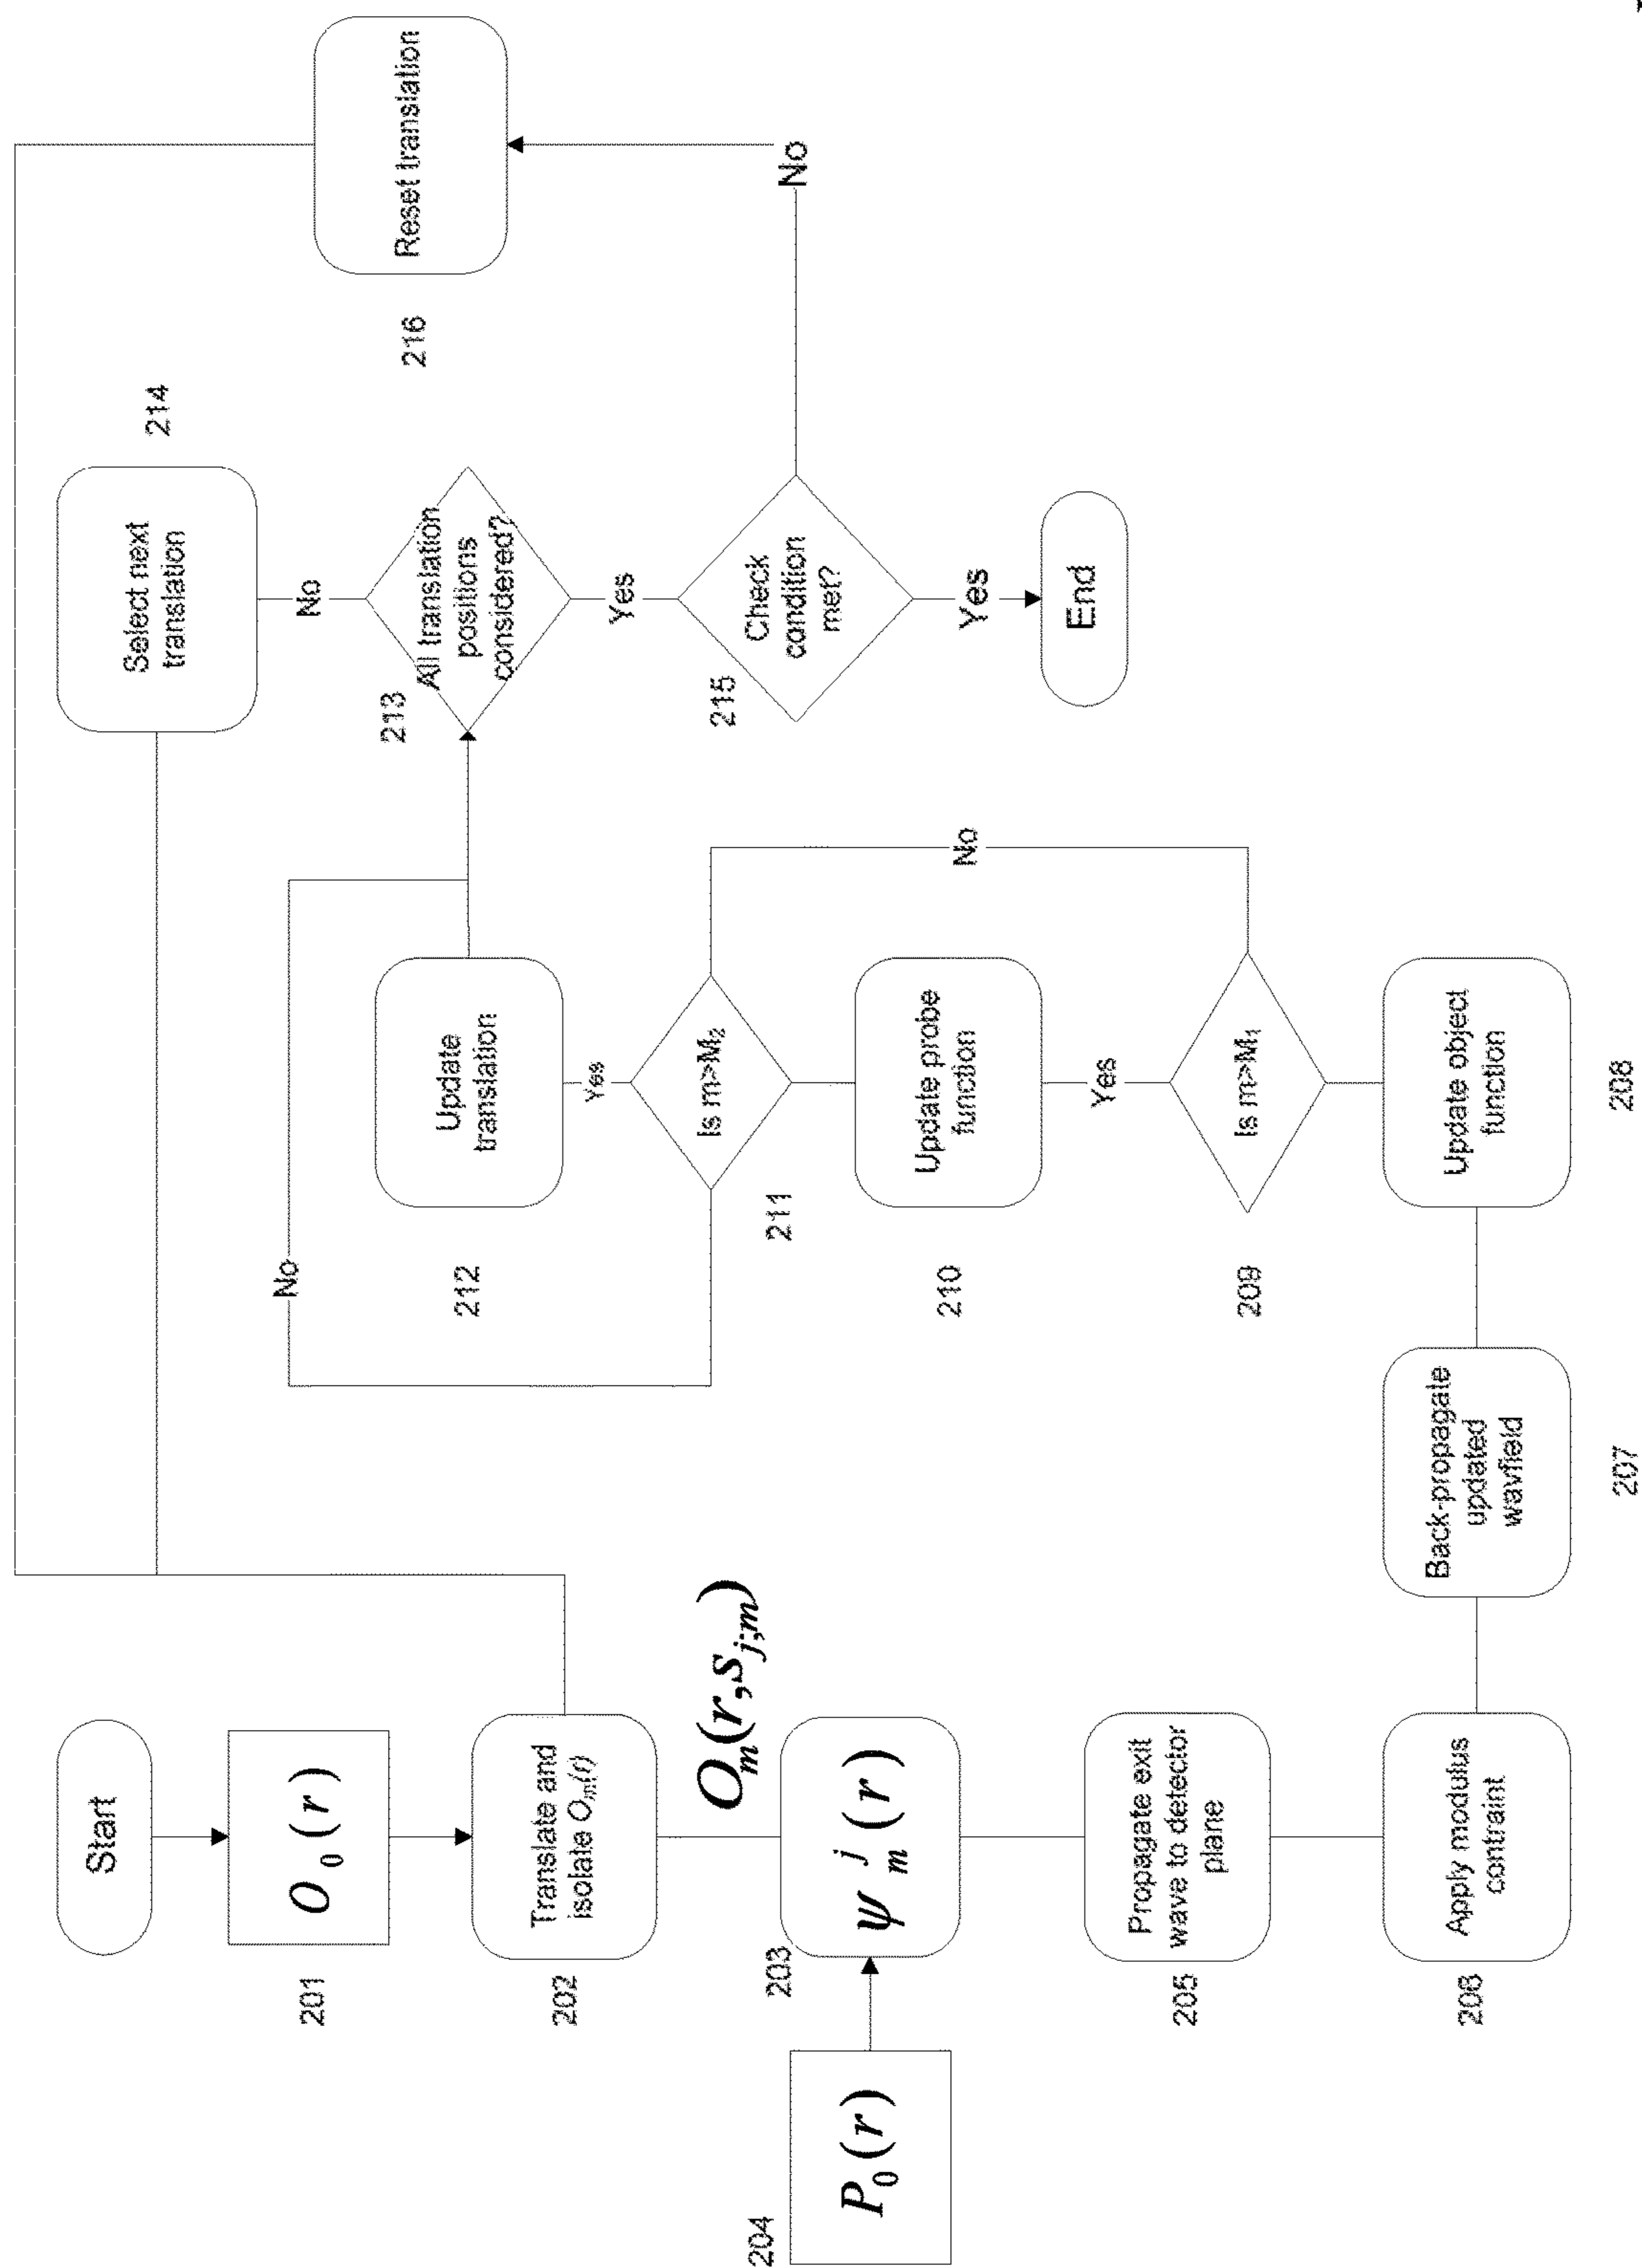 Start
O₀(r)
201
Translate and
isolate Oₘ(r)
202
Oₘ(r,sⱼ;ₘ)
ψₘʲ(r)
203
P₀(r)
204
Propagate exit
wave to detector
plane
205
Apply modulus
contraint
206
Back-propagate
updated
wavfield
207
Update object
function
208
Is m>M₁
209
Yes
No
Update probe
function
210
Is m>M₂
211
Yes
No
Update
translation
212
All translation
positions
considered?
213
No
Yes
Select next
translation
214
Check
condition
met?
215
Yes
No
End
Reset translation
216